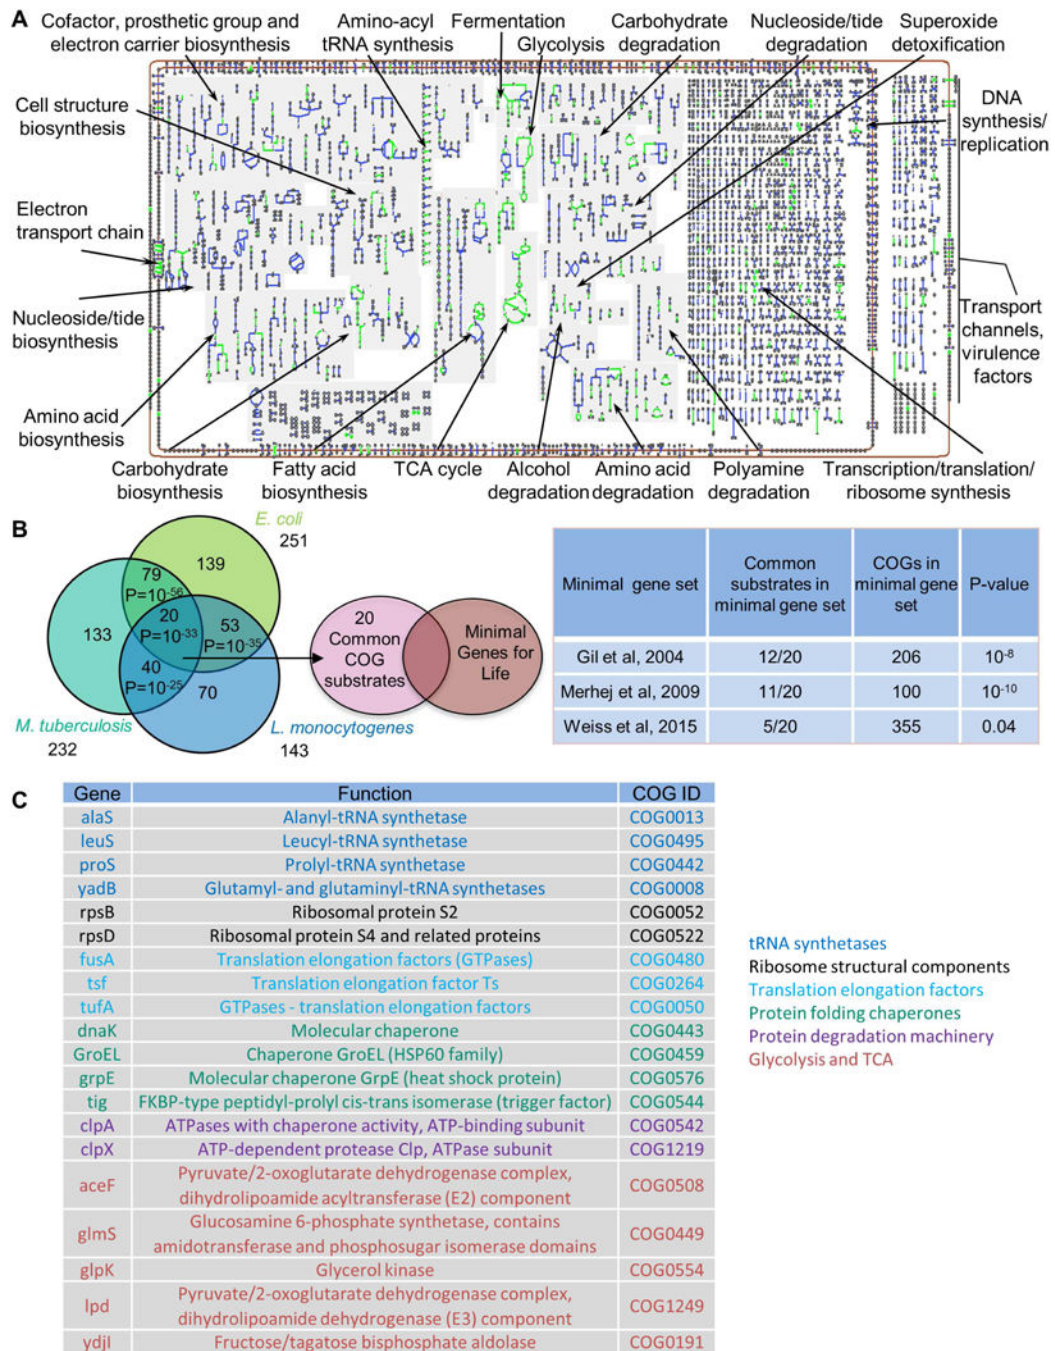 A
Cofactor, prosthetic group and
electron carrier biosynthesis
Amino-acyl
tRNA synthesis
Fermentation
Glycolysis
Carbohydrate
degradation
Nucleoside/tide
degradation
Superoxide
detoxification
Cell structure
biosynthesis
DNA
synthesis/
replication
Electron
transport chain
Nucleoside/tide
biosynthesis
Transport
channels,
virulence
factors
Amino acid
biosynthesis
Carbohydrate
biosynthesis
Fatty acid
biosynthesis
TCA cycle
Alcohol
degradation
Amino acid
degradation
Polyamine
degradation
Transcription/translation/
ribosome synthesis
B
E. coli
251
139
79
P=10-56
20
P=10-33
53
P=10-35
133
40
P=10-25
70
M. tuberculosis
232
L. monocytogenes
143
20
Common
COG
substrates
Minimal
Genes for
Life
Minimal gene set
Common
substrates in
minimal gene set
COGs in
minimal gene
set
P-value
Gil et al, 2004 12/20 206 10-8
Merhej et al, 2009 11/20 100 10-10
Weiss et al, 2015 5/20 355 0.04
C
Gene Function COG ID
alaS Alanyl-tRNA synthetase COG0013
leuS Leucyl-tRNA synthetase COG0495
proS Prolyl-tRNA synthetase COG0442
yadB Glutamyl- and glutaminyl-tRNA synthetases COG0008
rpsB Ribosomal protein S2 COG0052
rpsD Ribosomal protein S4 and related proteins COG0522
fusA Translation elongation factors (GTPases) COG0480
tsf Translation elongation factor Ts COG0264
tufA GTPases - translation elongation factors COG0050
dnaK Molecular chaperone COG0443
GroEL Chaperone GroEL (HSP60 family) COG0459
grpE Molecular chaperone GrpE (heat shock protein) COG0576
tig FKBP-type peptidyl-prolyl cis-trans isomerase (trigger factor) COG0544
clpA ATPases with chaperone activity, ATP-binding subunit COG0542
clpX ATP-dependent protease Clp, ATPase subunit COG1219
aceF Pyruvate/2-oxoglutarate dehydrogenase complex,
dihydrolipoamide acyltransferase (E2) component COG0508
glmS Glucosamine 6-phosphate synthetase, contains
amidotransferase and phosphosugar isomerase domains COG0449
glpK Glycerol kinase COG0554
lpd Pyruvate/2-oxoglutarate dehydrogenase complex,
dihydrolipoamide dehydrogenase (E3) component COG1249
ydjI Fructose/tagatose bisphosphate aldolase COG0191
tRNA synthetases
Ribosome structural components
Translation elongation factors
Protein folding chaperones
Protein degradation machinery
Glycolysis and TCA